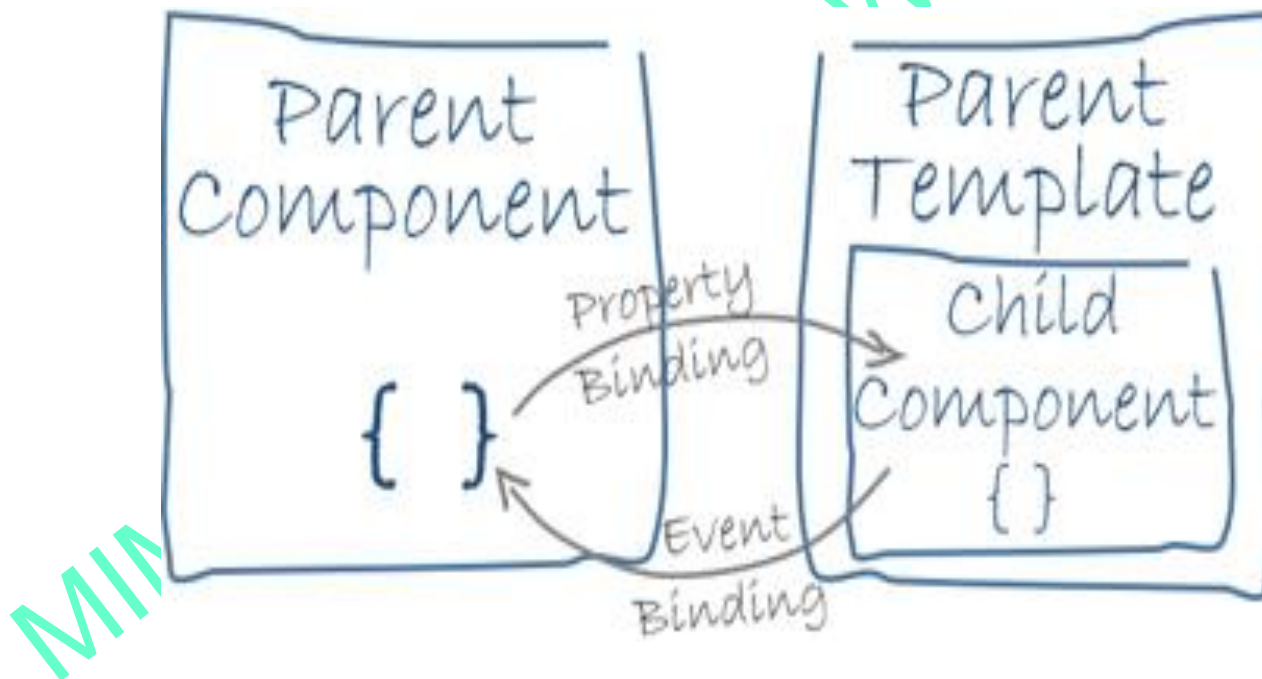 Parent
Component
{ }
Property
Binding
Event
Binding
Parent
Template
Child
Component
{ }